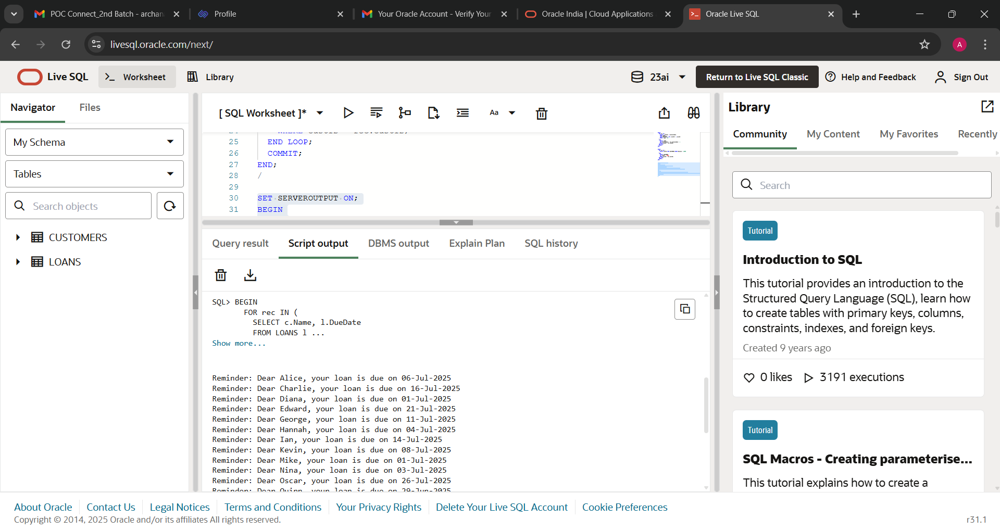 POC Connect_2nd Batch - archan
Profile
Your Oracle Account - Verify Your
Oracle India | Cloud Applications
Oracle Live SQL
livesql.oracle.com/next/
A
Live SQL
Worksheet
Library
23ai
Return to Live SQL Classic
Help and Feedback
Sign Out
Navigator
Files
My Schema
Tables
Search objects
CUSTOMERS
LOANS
[ SQL Worksheet ]*
Aa
25 END LOOP;
26 COMMIT;
27 END;
28 /
29
30 SET SERVEROUTPUT ON;
31 BEGIN
Query result
Script output
DBMS output
Explain Plan
SQL history
SQL> BEGIN
FOR rec IN (
SELECT c.Name, l.DueDate
FROM LOANS l ...
Show more...
Reminder: Dear Alice, your loan is due on 06-Jul-2025
Reminder: Dear Charlie, your loan is due on 16-Jul-2025
Reminder: Dear Diana, your loan is due on 01-Jul-2025
Reminder: Dear Edward, your loan is due on 21-Jul-2025
Reminder: Dear George, your loan is due on 11-Jul-2025
Reminder: Dear Hannah, your loan is due on 04-Jul-2025
Reminder: Dear Ian, your loan is due on 14-Jul-2025
Reminder: Dear Kevin, your loan is due on 08-Jul-2025
Reminder: Dear Mike, your loan is due on 01-Jul-2025
Reminder: Dear Nina, your loan is due on 03-Jul-2025
Reminder: Dear Oscar, your loan is due on 26-Jul-2025
Reminder: Dear Quinn, your loan is due on 29-Jun-2025
Library
Community
My Content
My Favorites
Recently
Search
Tutorial
Introduction to SQL
This tutorial provides an introduction to the
Structured Query Language (SQL), learn how
to create tables with primary keys, columns,
constraints, indexes, and foreign keys.
Created 9 years ago
0 likes
3191 executions
Tutorial
SQL Macros - Creating parameterise...
This tutorial explains how to create a
About Oracle
Contact Us
Legal Notices
Terms and Conditions
Your Privacy Rights
Delete Your Live SQL Account
Cookie Preferences
Copyright © 2014, 2025 Oracle and/or its affiliates All rights reserved.
r31.1